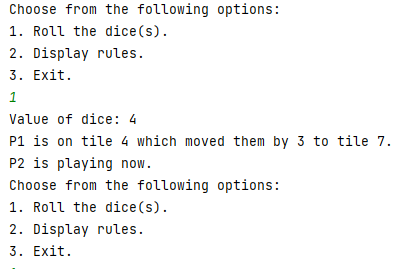 Choose from the following options:
1. Roll the dice(s).
2. Display rules.
3. Exit.
1
Value of dice: 4
P1 is on tile 4 which moved them by 3 to tile 7.
P2 is playing now.
Choose from the following options:
1. Roll the dice(s).
2. Display rules.
3. Exit.